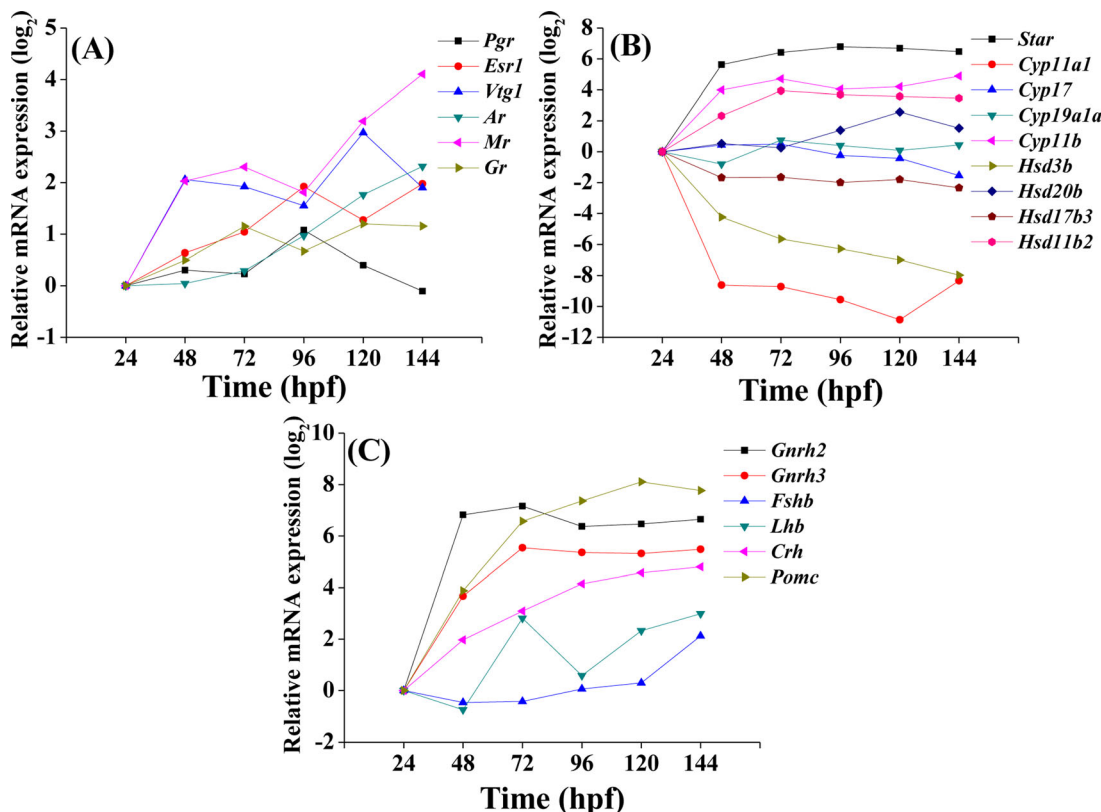 (A)
Relative mRNA expression (log2)
5
4
3
2
1
0
-1
24 48 72 96 120 144
Time (hpf)
Pgr
Esr1
Vtg1
Ar
Mr
Gr
(B)
Relative mRNA expression (log2)
8
6
4
2
0
-2
-4
-6
-8
-10
-12
24 48 72 96 120 144
Time (hpf)
Star
Cyp11a1
Cyp17
Cyp19a1a
Cyp11b
Hsd3b
Hsd20b
Hsd17b3
Hsd11b2
(C)
Relative mRNA expression (log2)
10
8
6
4
2
0
-2
24 48 72 96 120 144
Time (hpf)
Gnrh2
Gnrh3
Fshb
Lhb
Crh
Pomc